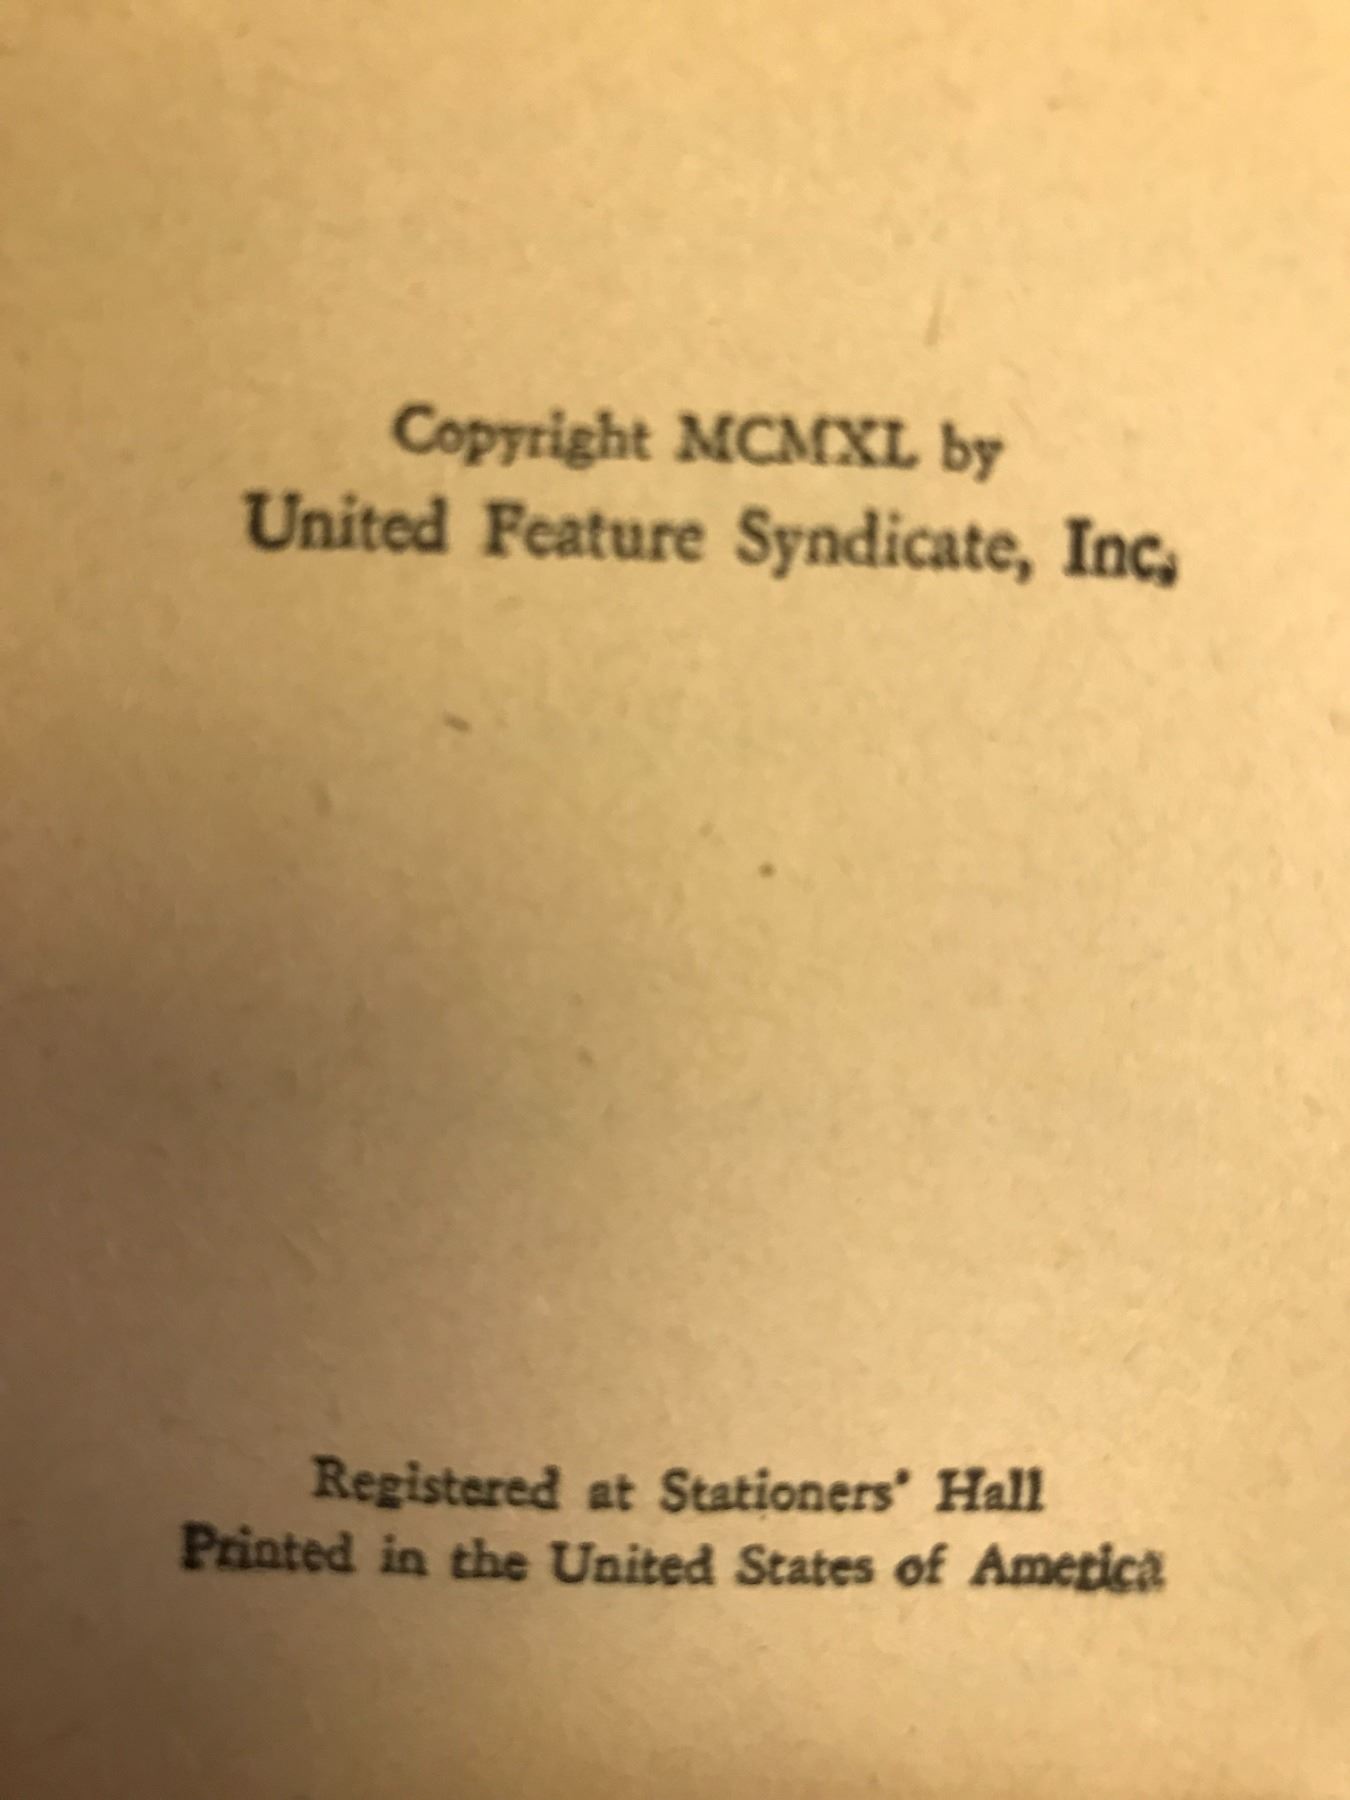 Copyright MCMXL by
United Feature Syndicate, Inc.
Registered at Stationers' Hall
Printed in the United States of America